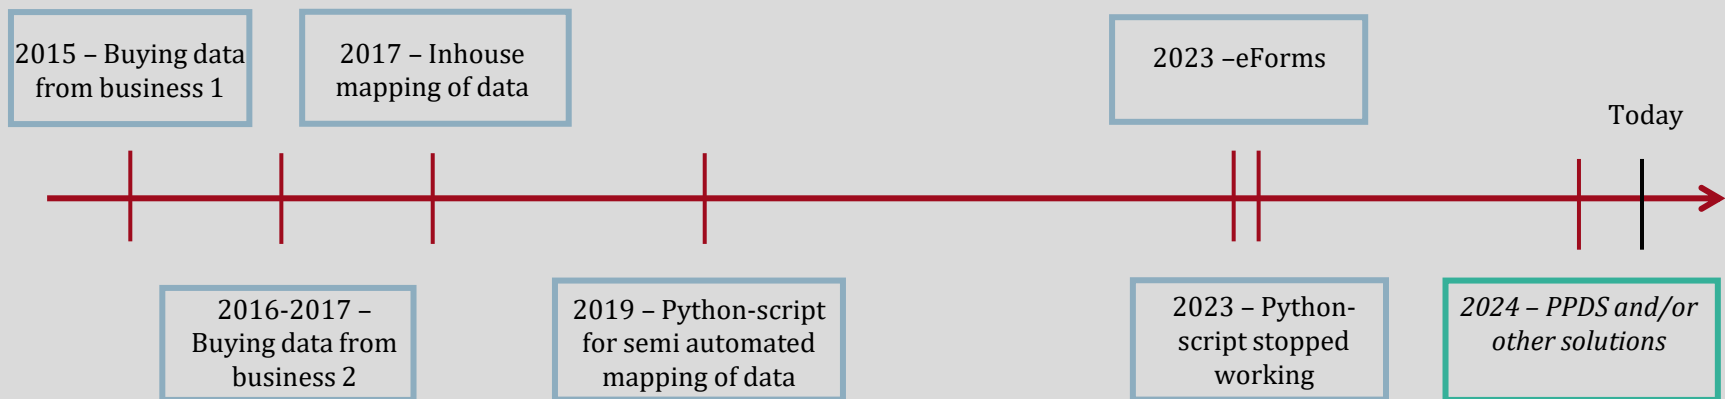 2015 – Buying data
from business 1
2017 – Inhouse
mapping of data
2023 –eForms
Today
2016-2017 –
Buying data from
business 2
2019 – Python-script
for semi automated
mapping of data
2023 – Python-
script stopped
working
2024 – PPDS and/or
other solutions